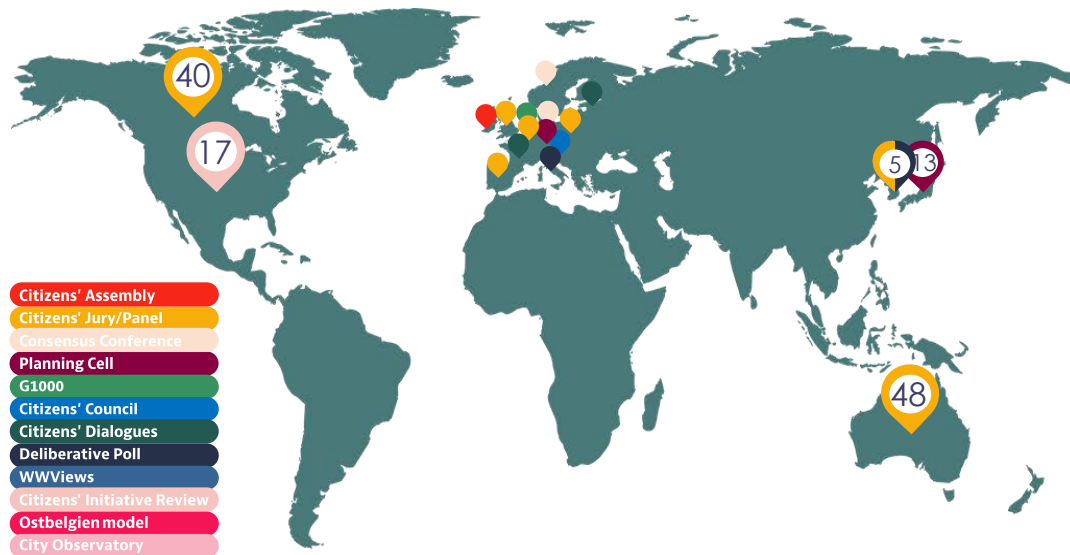 40
17
5
13
48
Citizens' Assembly
Citizens' Jury/Panel
Consensus Conference
Planning Cell
G1000
Citizens' Council
Citizens' Dialogues
Deliberative Poll
WWViews
Citizens' Initiative Review
Ostbelgien model
City Observatory